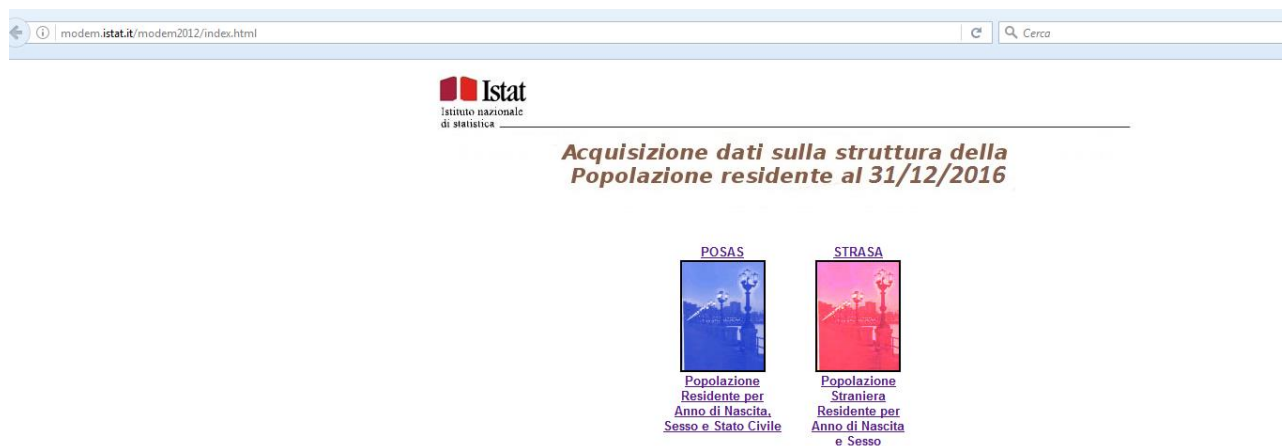 modem.istat.it/modem2012/index.html
Cerca
Istat
Istituto nazionale
di statistica
Acquisizione dati sulla struttura della
Popolazione residente al 31/12/2016
POSAS
STRASA
Popolazione
Residente per
Anno di Nascita,
Sesso e Stato Civile
Popolazione
Straniera
Residente per
Anno di Nascita
e Sesso